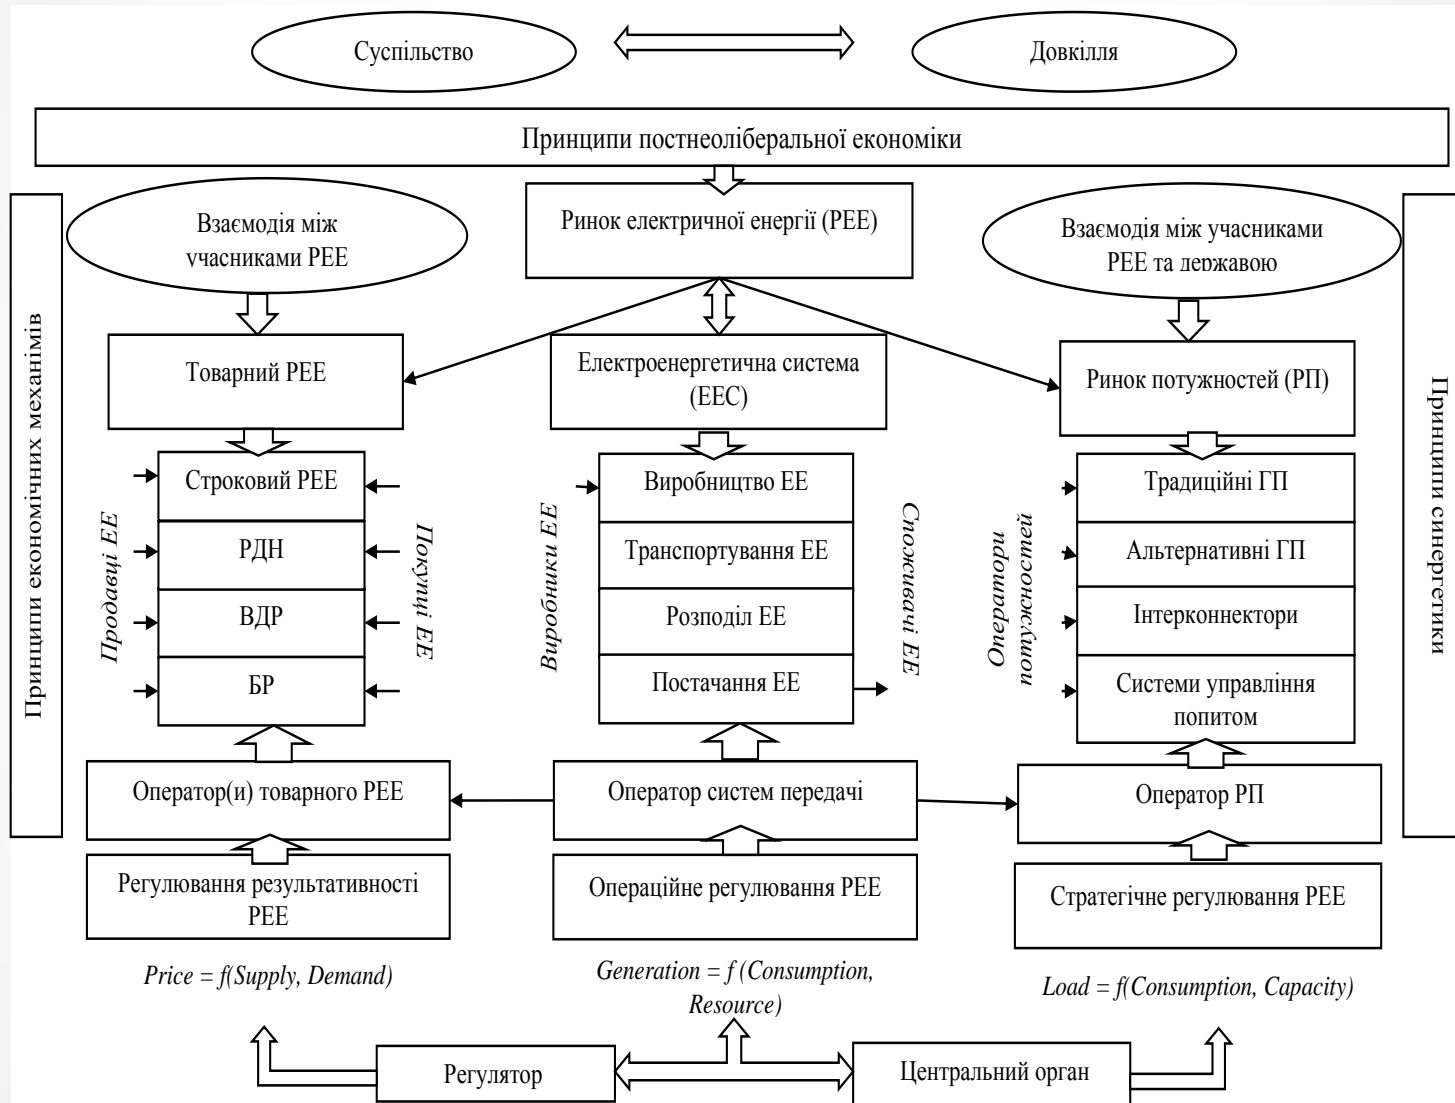 Суспільство
Довкілля
Принципи постнеоліберальної економіки
Принципи економічних механімів
Взаємодія між
учасниками РЕЕ
Ринок електричної енергії (РЕЕ)
Взаємодія між учасниками
РЕЕ та державою
Принципи синергетики
Товарний РЕЕ
Електроенергетична система
(ЕЕС)
Ринок потужностей (РП)
Продавці ЕЕ
Строковий РЕЕ
РДН
ВДР
БР
Покупці ЕЕ
Виробники ЕЕ
Виробництво ЕЕ
Транспортування ЕЕ
Розподіл ЕЕ
Постачання ЕЕ
Споживачі ЕЕ
Оператори
потужностей
Традиційні ГП
Альтернативні ГП
Інтерконнектори
Системи управління
попитом
Оператор(и) товарного РЕЕ
Оператор систем передачі
Оператор РП
Регулювання результативності
РЕЕ
Операційне регулювання РЕЕ
Стратегічне регулювання РЕЕ
Price = f(Supply, Demand)
Generation = f (Consumption,
Resource)
Load = f(Consumption, Capacity)
Регулятор
Центральний орган